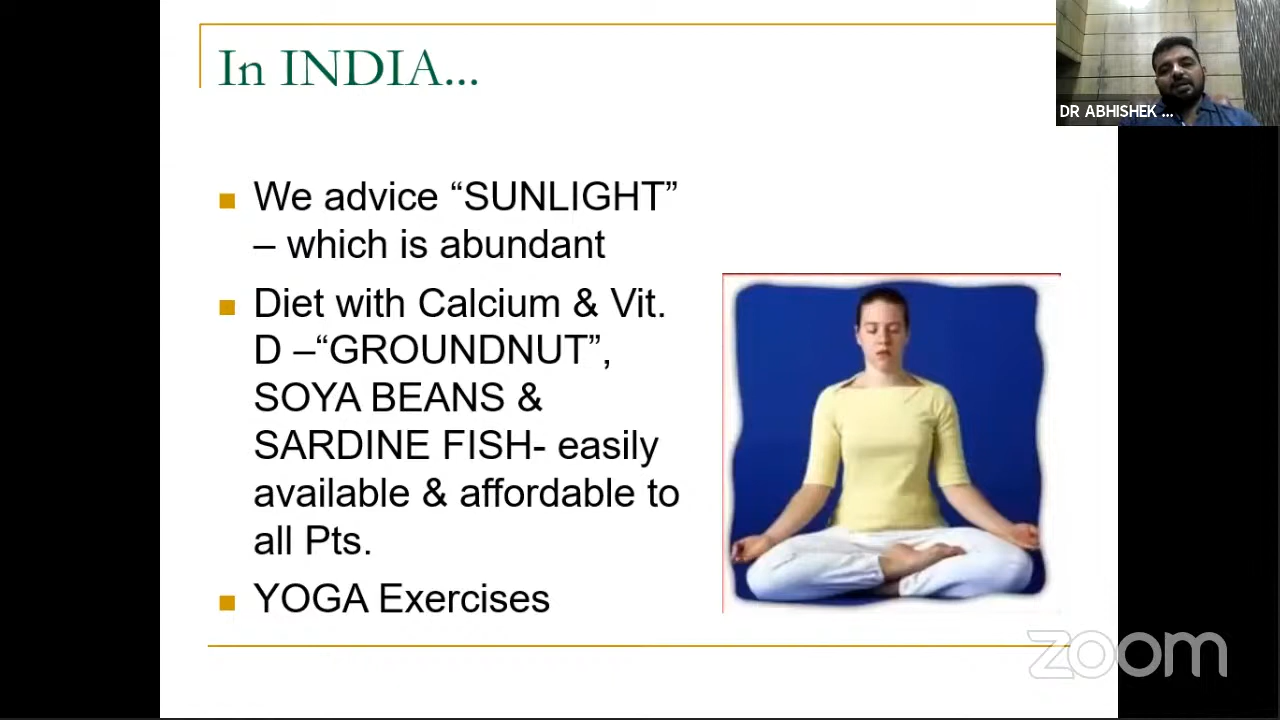 In INDIA...
DR ABHISHEK ...
We advice “SUNLIGHT”
– which is abundant
Diet with Calcium & Vit.
D –“GROUNDNUT”,
SOYA BEANS &
SARDINE FISH- easily
available & affordable to
all Pts.
YOGA Exercises
zoom